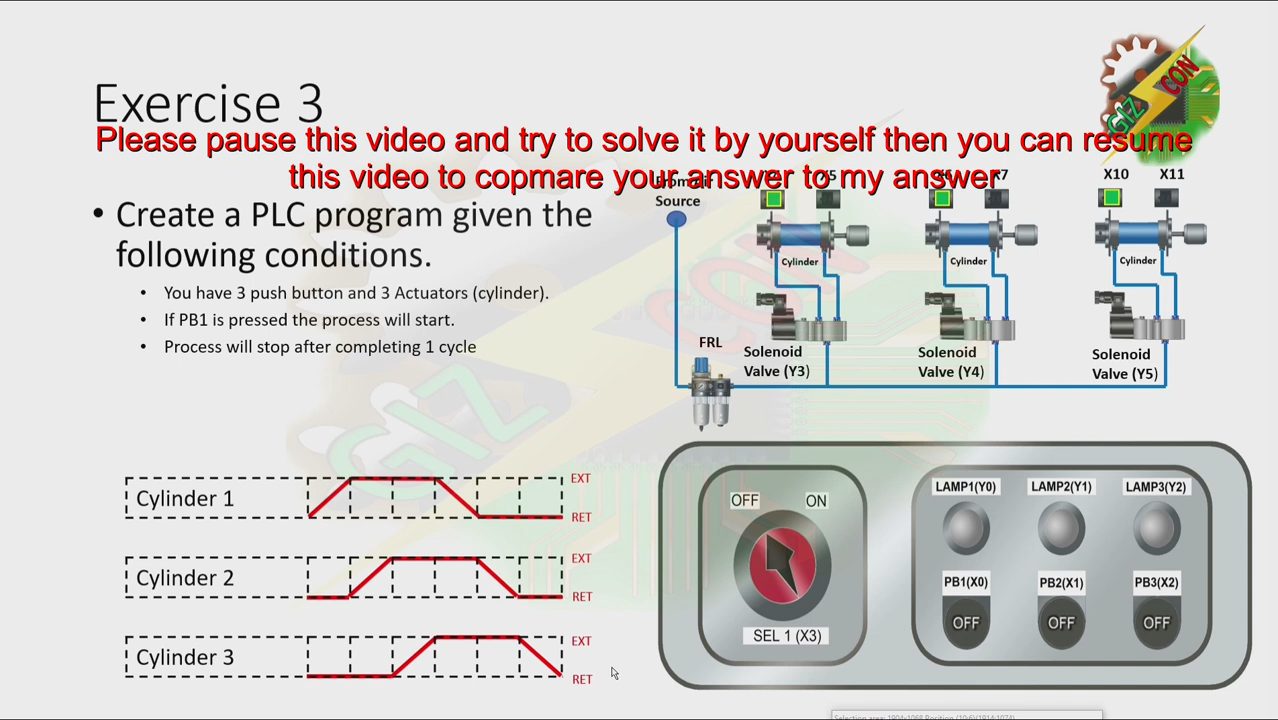 Exercise 3
Please pause this video and try to solve it by yourself then you can resume
this video to copmare your answer to my answer
• Create a PLC program given the
following conditions.
• You have 3 push button and 3 Actuators (cylinder).
• If PB1 is pressed the process will start.
• Process will stop after completing 1 cycle
Source
X10
X11
Cylinder
Cylinder
Cylinder
FRL
Solenoid
Valve (Y3)
Solenoid
Valve (Y4)
Solenoid
Valve (Y5)
GIZ
CON
Cylinder 1
EXT
RET
Cylinder 2
EXT
RET
Cylinder 3
EXT
RET
OFF
ON
SEL 1 (X3)
LAMP1(Y0)
LAMP2(Y1)
LAMP3(Y2)
PB1(X0)
PB2(X1)
PB3(X2)
OFF
OFF
OFF